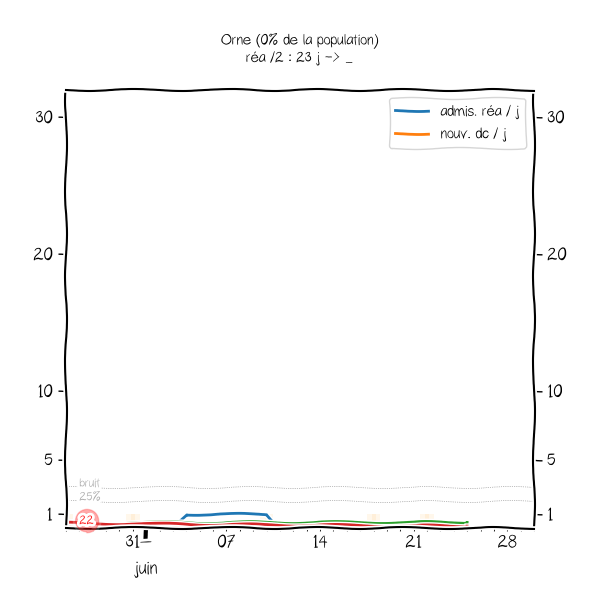 Orne (0% de la population)
réa /2 : 23 j -> _
admis. réa / j
nouv. dc / j
30
30
20
20
10
10
5
5
bruit
25%
1
22
1
31
07
14
21
28
juin